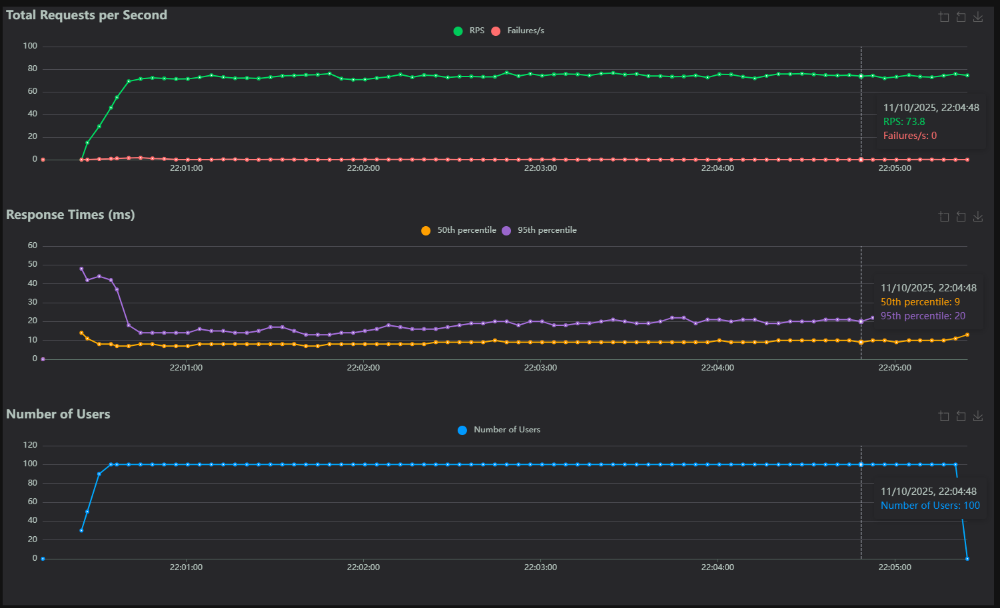 Total Requests per Second
RPS Failures/s
100
80
60
40
20
0
11/10/2025, 22:04:48
RPS: 73.8
Failures/s: 0
22:01:00 22:02:00 22:03:00 22:04:00 22:05:00
Response Times (ms)
50th percentile 95th percentile
60
50
40
30
20
10
0
11/10/2025, 22:04:48
50th percentile: 9
95th percentile: 20
22:01:00 22:02:00 22:03:00 22:04:00 22:05:00
Number of Users
Number of Users
120
100
80
60
40
20
0
11/10/2025, 22:04:48
Number of Users: 100
22:01:00 22:02:00 22:03:00 22:04:00 22:05:00